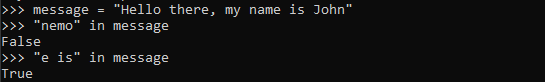 >>> message = "Hello there, my name is John"
>>> "nemo" in message
False
>>> "e is" in message
True